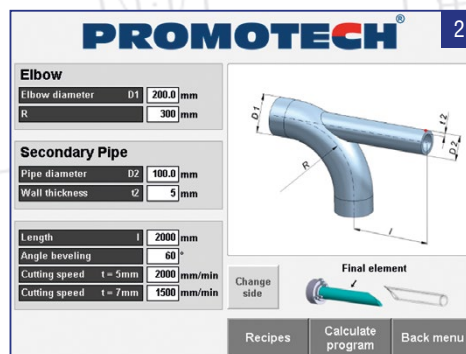 PROMOTECH®
2
Elbow
Elbow diameter D1 200.0 mm
R 300 mm
Secondary Pipe
Pipe diameter D2 100.0 mm
Wall thickness t2 5 mm
Length l 2000 mm
Angle beveling 60 °
Cutting speed t = 5mm 2000 mm/min
Cutting speed t = 7mm 1500 mm/min
D1
t2
D2
R
l
Change
side
Final element
Recipes
Calculate
program
Back menu